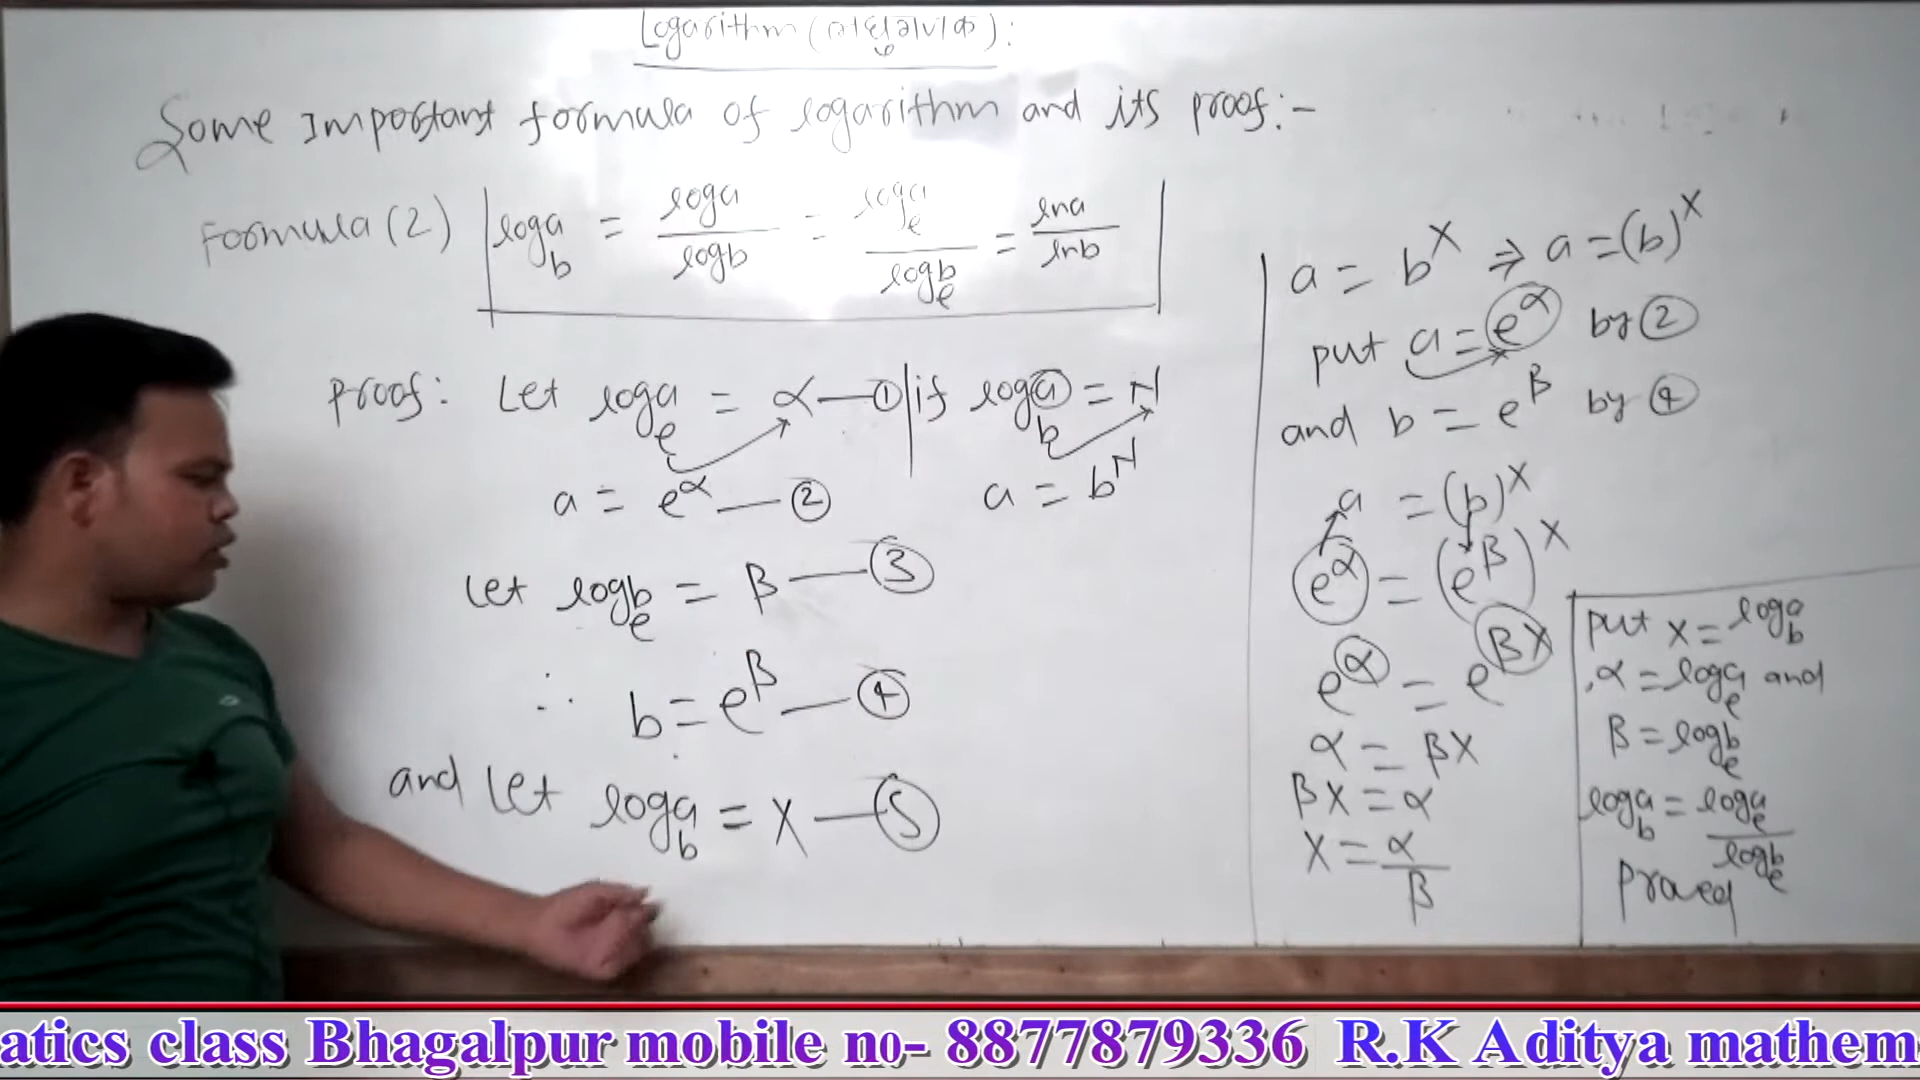 Logarithm (लघुगणक):
Some Important formula of logarithm and its proof:-
Formula (2) log_b a = log a / log b = log_e a / log_e b = ln a / ln b
Proof: Let log_e a = α — ① | if log_b a = N
a = e^α — ②    a = b^N
Let log_e b = β — ③
∴ b = e^β — ④
and Let log_b a = X — ⑤
a = b^X ⇒ a = (b)^X
put a = e^α by ②
and b = e^β by ④
a = (b)^X
e^α = (e^β)^X
e^α = e^βX
α = βX
βX = α
X = α / β
put X = log_b a
, α = log_e a and
β = log_e b
log_b a = log_e a / log_e b
Proved
atics class Bhagalpur mobile no- 8877879336 R.K Aditya mathem